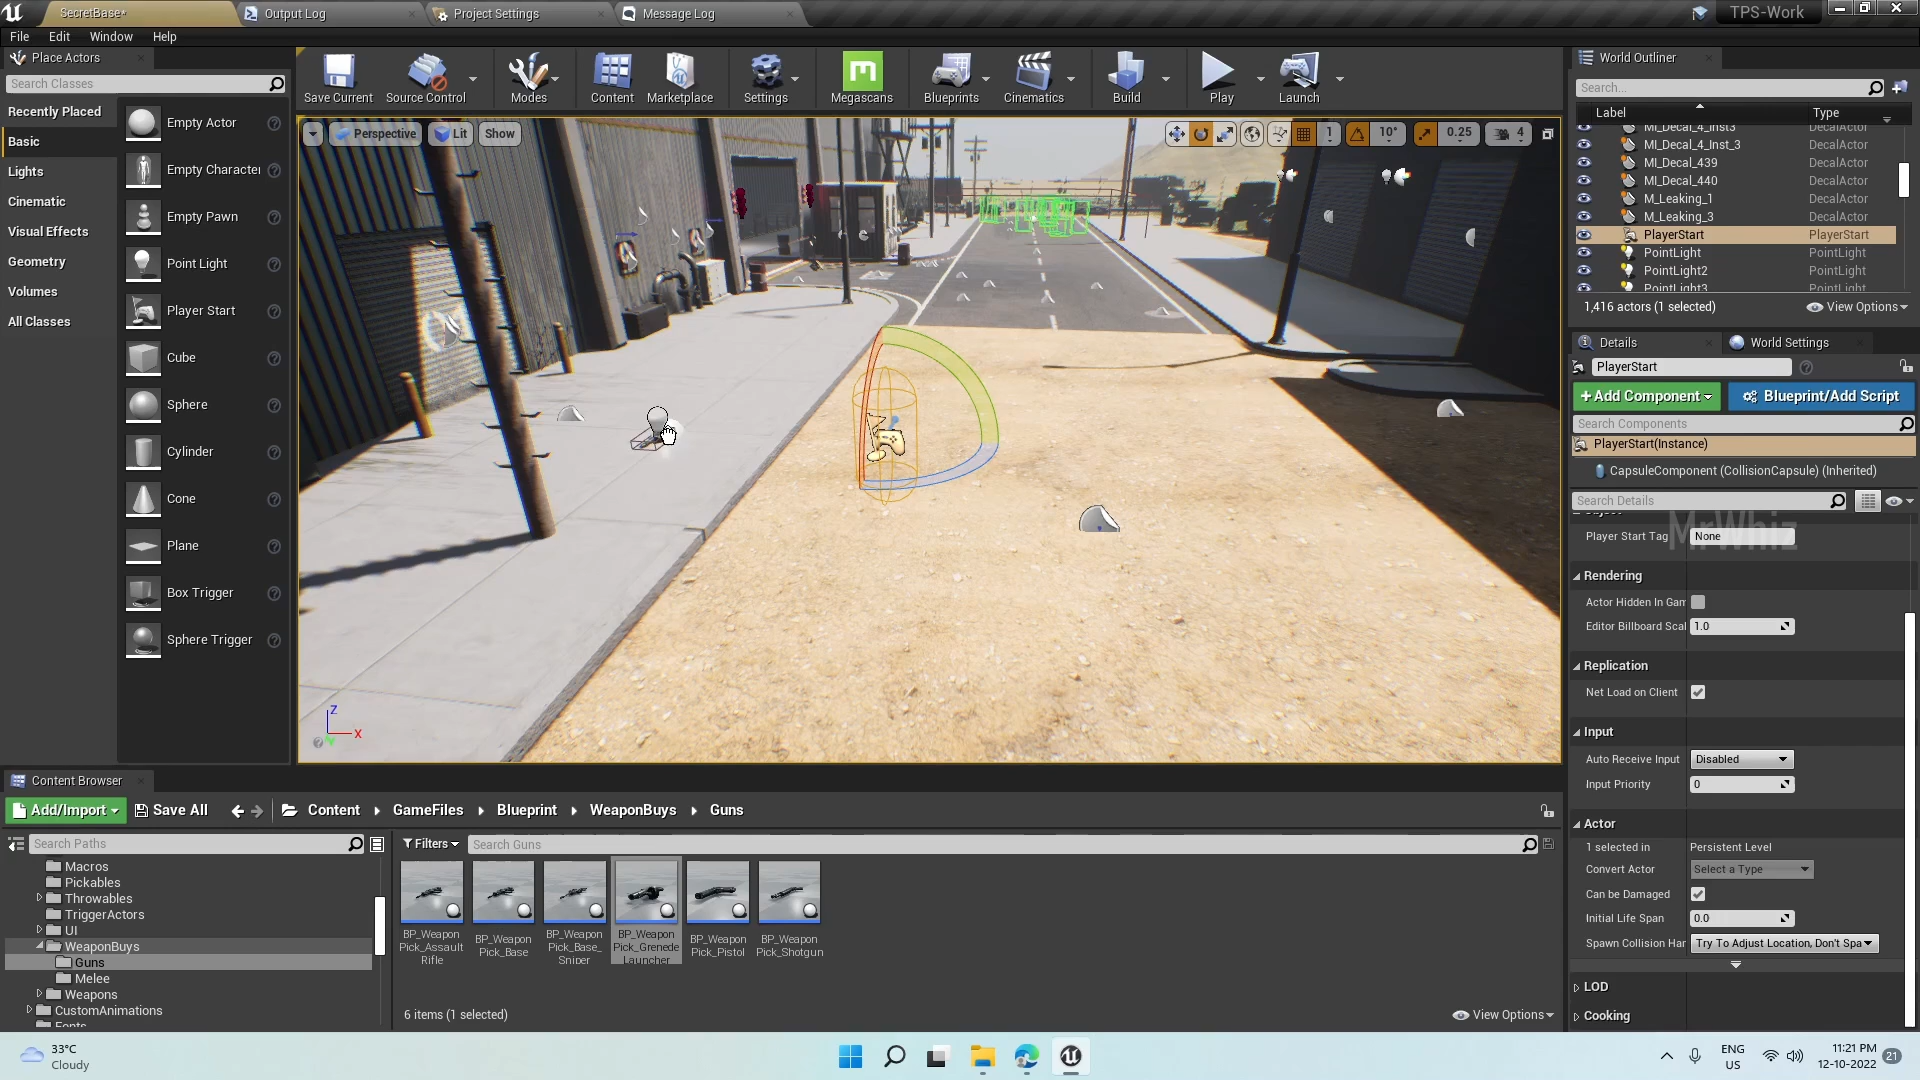 SecretBase*
Output Log
Project Settings
Message Log
TPS-Work
File Edit Window Help
Place Actors
Search Classes
Recently Placed
Basic
Lights
Cinematic
Visual Effects
Geometry
Volumes
All Classes
Empty Actor
Empty Character
Empty Pawn
Point Light
Player Start
Cube
Sphere
Cylinder
Cone
Plane
Box Trigger
Sphere Trigger
Save Current
Source Control
Modes
Content
Marketplace
Settings
Megascans
Blueprints
Cinematics
Build
Play
Launch
Perspective
Lit
Show
1
10°
0.25
4
Z
X
Y
World Outliner
Search...
Label Type
MI_Decal_4_Inst3 DecalActor
MI_Decal_4_Inst_3 DecalActor
MI_Decal_439 DecalActor
MI_Decal_440 DecalActor
M_Leaking_1 DecalActor
M_Leaking_3 DecalActor
PlayerStart PlayerStart
PointLight PointLight
PointLight2 PointLight
PointLight3 PointLight
1,416 actors (1 selected)
View Options
Details
World Settings
PlayerStart
+Add Component
Blueprint/Add Script
Search Components
PlayerStart(Instance)
CapsuleComponent (CollisionCapsule) (Inherited)
Search Details
Object
MrWhiz
Player Start Tag None
Rendering
Actor Hidden In Gam
Editor Billboard Scal 1.0
Replication
Net Load on Client
Input
Auto Receive Input Disabled
Input Priority 0
Actor
1 selected in Persistent Level
Convert Actor Select a Type
Can be Damaged
Initial Life Span 0.0
Spawn Collision Han Try To Adjust Location, Don't Spa
LOD
Cooking
Content Browser
Add/Import
Save All
Content
GameFiles
Blueprint
WeaponBuys
Guns
Search Paths
Macros
Pickables
Throwables
TriggerActors
UI
WeaponBuys
Guns
Melee
Weapons
CustomAnimations
Fonts
Filters
Search Guns
BP_Weapon
Pick_Assault
Rifle
BP_Weapon
Pick_Base
BP_Weapon
Pick_Base_
Sniper
BP_Weapon
Pick_Grenede
Launcher
BP_Weapon
Pick_Pistol
BP_Weapon
Pick_Shotgun
6 items (1 selected)
View Options
33°C
Cloudy
ENG
US
11:21 PM
12-10-2022
21